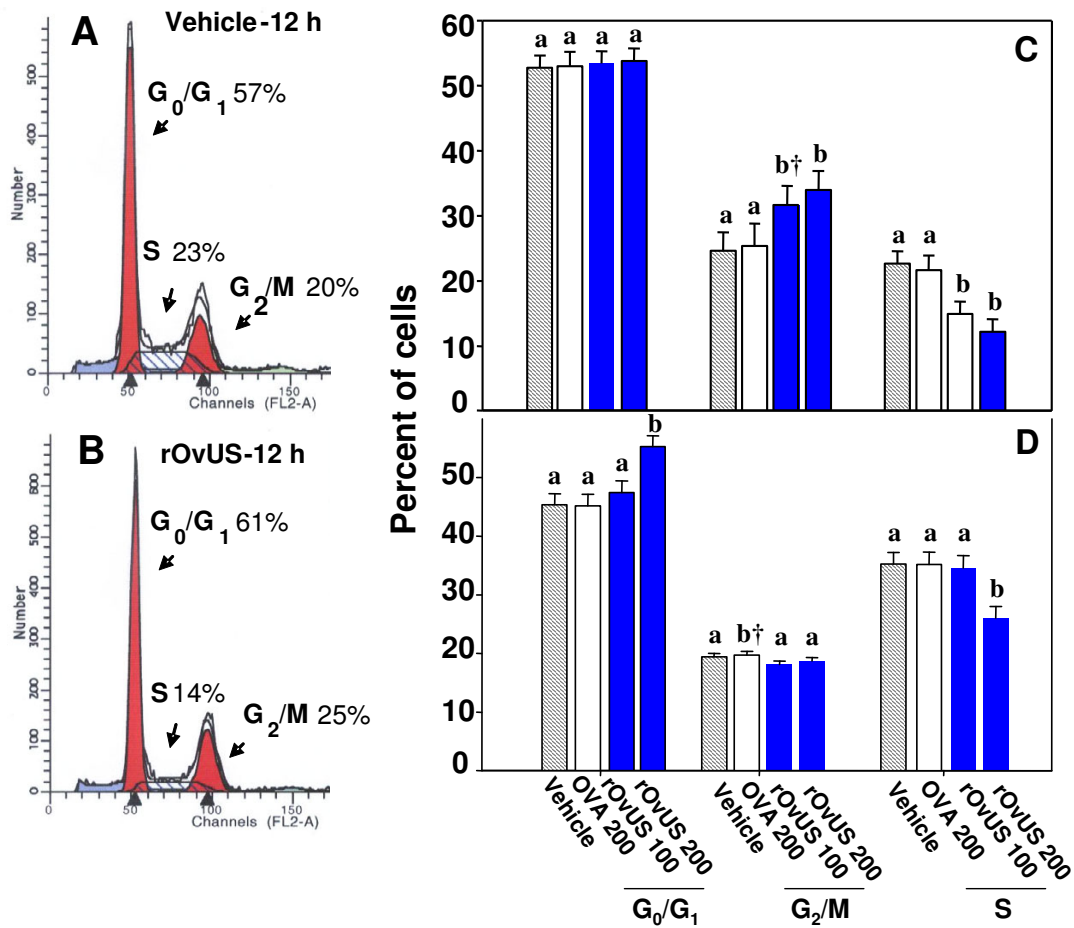 A
Vehicle-12 h
G0/G1 57%
S 23%
G2/M 20%
Number
500
400
300
200
100
0
0
50
100
150
Channels (FL2-A)
B
rOvUS-12 h
G0/G1 61%
S 14%
G2/M 25%
Number
600
500
400
300
200
100
0
0
50
100
150
Channels (FL2-A)
Percent of cells
C
60
50
40
30
20
10
0
a a a a
a a b† b
a a b b
D
50
40
30
20
10
0
a a a b
a b† a a
a a a b
Vehicle
OVA 200
rOvUS 100
rOvUS 200
Vehicle
OVA 200
rOvUS 100
rOvUS 200
Vehicle
OVA 200
rOvUS 100
rOvUS 200
G0/G1
G2/M
S